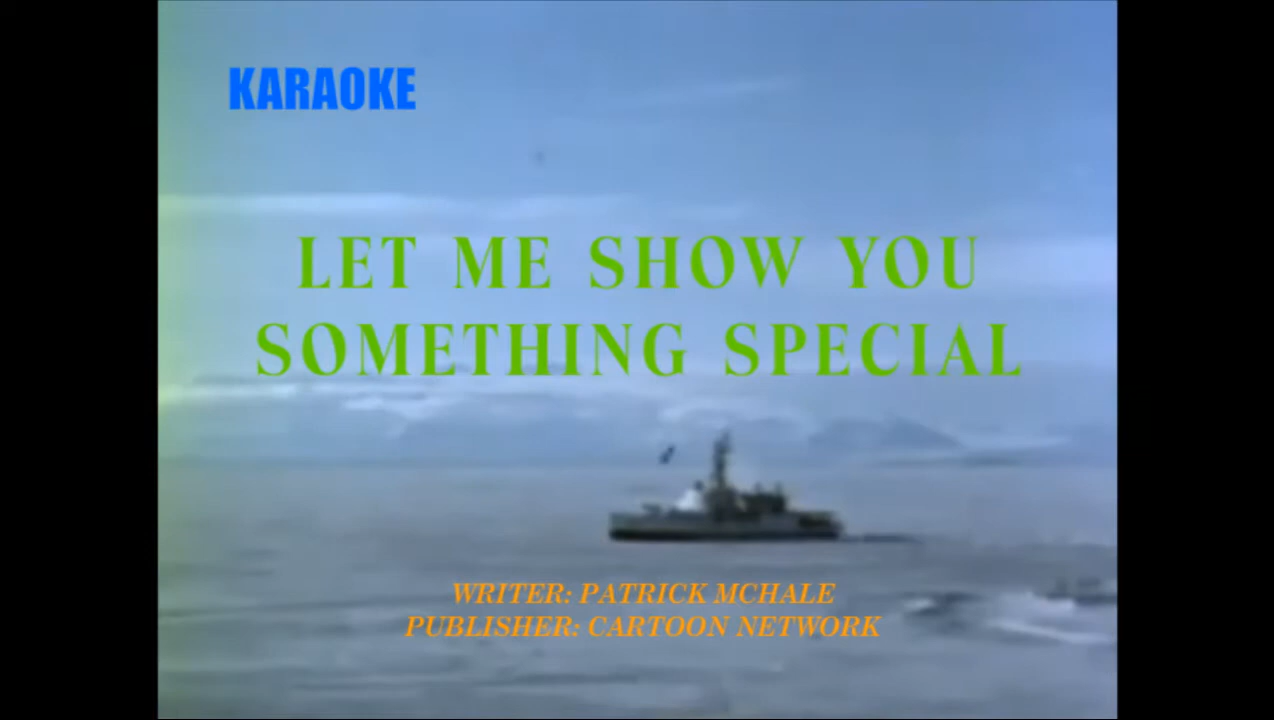 KARAOKE
LET ME SHOW YOU
SOMETHING SPECIAL
WRITER: PATRICK MCHALE
PUBLISHER: CARTOON NETWORK